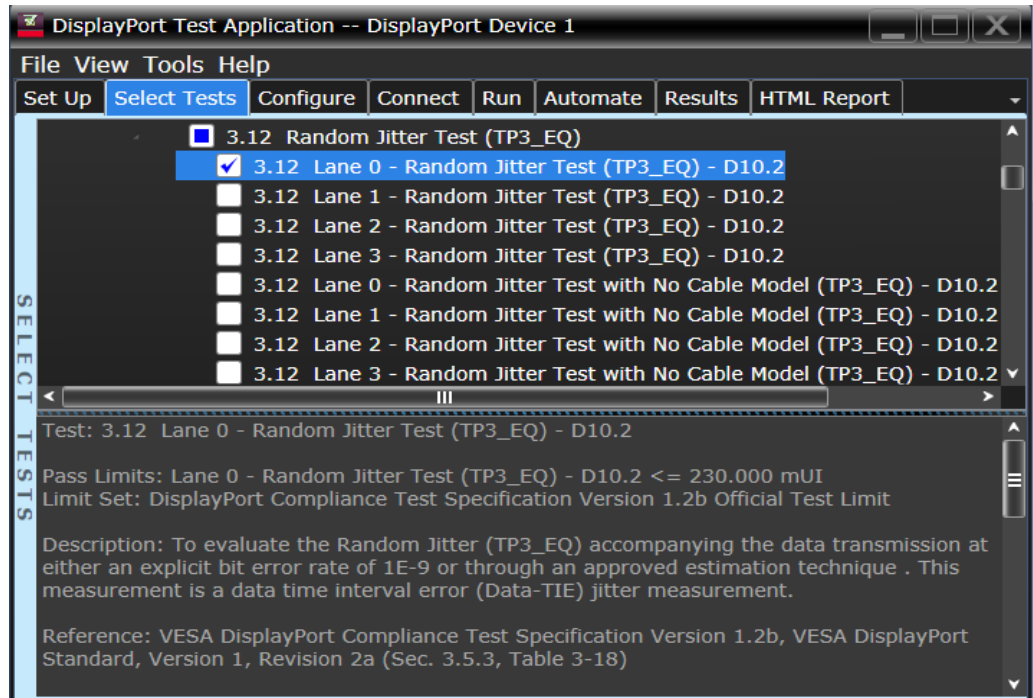 DisplayPort Test Application -- DisplayPort Device 1
File View Tools Help
Set Up Select Tests Configure Connect Run Automate Results HTML Report
3.12 Random Jitter Test (TP3_EQ)
3.12 Lane 0 - Random Jitter Test (TP3_EQ) - D10.2
3.12 Lane 1 - Random Jitter Test (TP3_EQ) - D10.2
3.12 Lane 2 - Random Jitter Test (TP3_EQ) - D10.2
3.12 Lane 3 - Random Jitter Test (TP3_EQ) - D10.2
3.12 Lane 0 - Random Jitter Test with No Cable Model (TP3_EQ) - D10.2
3.12 Lane 1 - Random Jitter Test with No Cable Model (TP3_EQ) - D10.2
3.12 Lane 2 - Random Jitter Test with No Cable Model (TP3_EQ) - D10.2
3.12 Lane 3 - Random Jitter Test with No Cable Model (TP3_EQ) - D10.2
SELECT TESTS
Test: 3.12 Lane 0 - Random Jitter Test (TP3_EQ) - D10.2
Pass Limits: Lane 0 - Random Jitter Test (TP3_EQ) - D10.2 <= 230.000 mUI
Limit Set: DisplayPort Compliance Test Specification Version 1.2b Official Test Limit
Description: To evaluate the Random Jitter (TP3_EQ) accompanying the data transmission at
either an explicit bit error rate of 1E-9 or through an approved estimation technique . This
measurement is a data time interval error (Data-TIE) jitter measurement.
Reference: VESA DisplayPort Compliance Test Specification Version 1.2b, VESA DisplayPort
Standard, Version 1, Revision 2a (Sec. 3.5.3, Table 3-18)